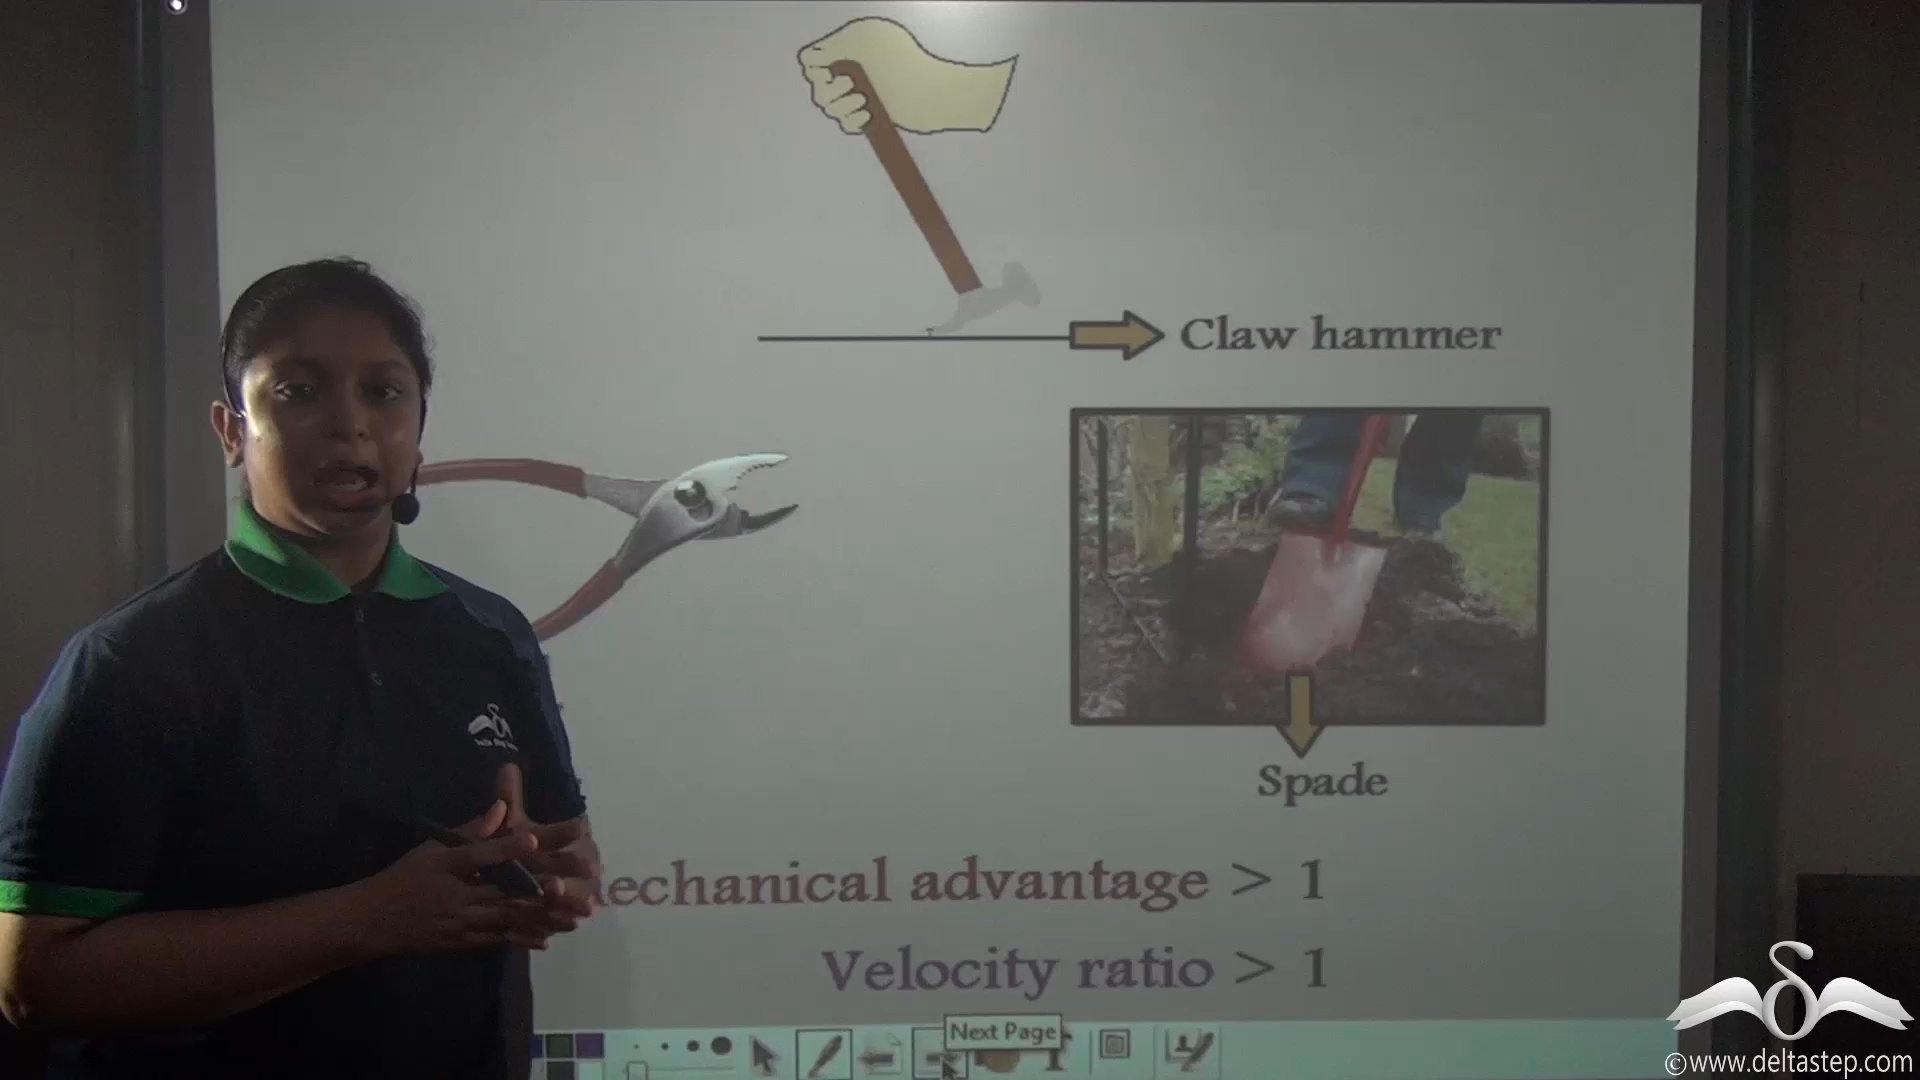 Claw hammer
Spade
echanical advantage > 1
Velocity ratio > 1
Next Page
©www.deltastep.com